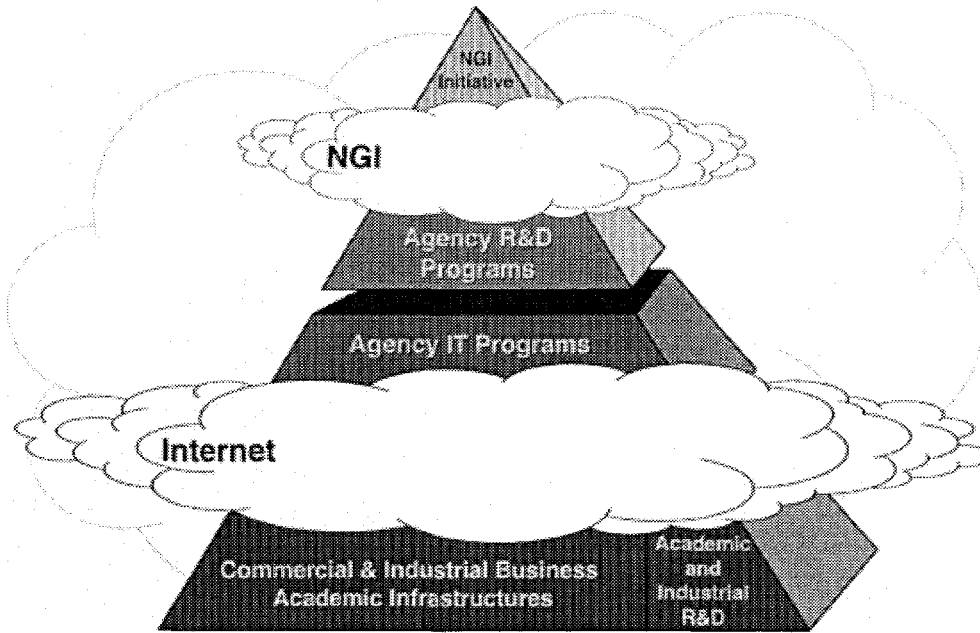 NGI
Initiative
NGI
Agency R&D
Programs
Agency IT Programs
Internet
Commercial & Industrial Business
Academic Infrastructures
Academic
and
Industrial
R&D